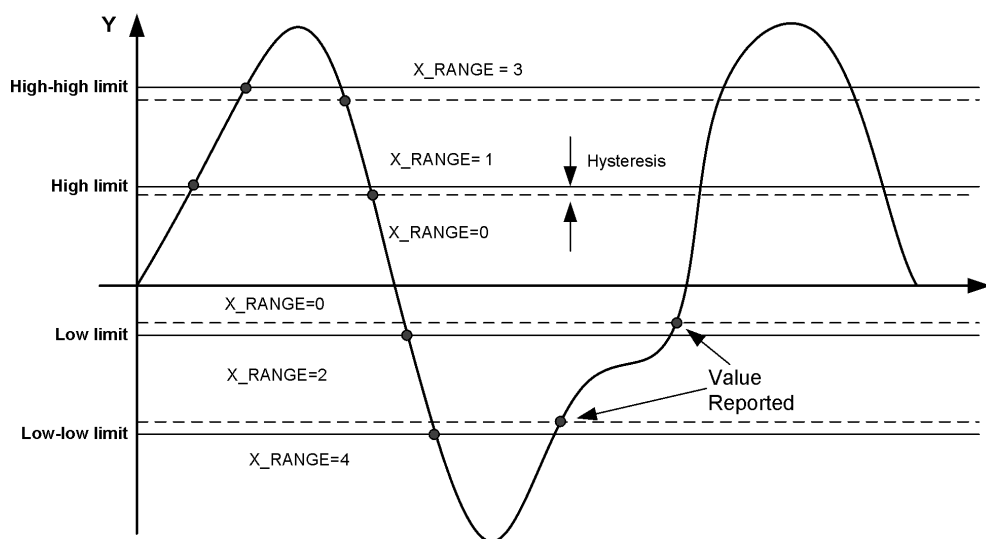 Y
High-high limit
X_RANGE = 3
X_RANGE= 1
Hysteresis
High limit
X_RANGE=0
X_RANGE=0
Low limit
X_RANGE=2
Value
Reported
Low-low limit
X_RANGE=4